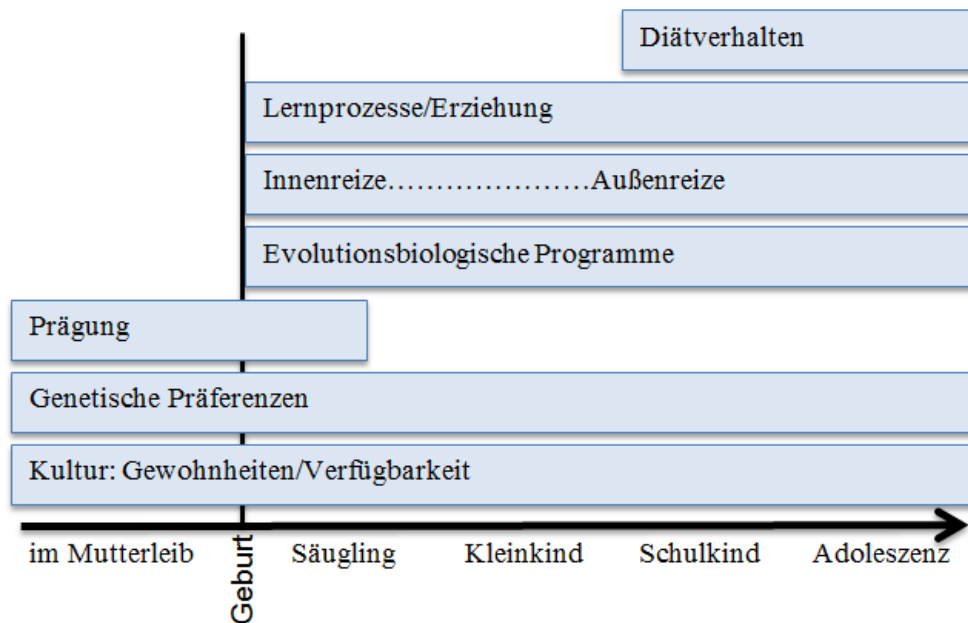 Diätverhalten
Lernprozesse/Erziehung
Innenreize…………………Außenreize
Evolutionsbiologische Programme
Prägung
Genetische Präferenzen
Kultur: Gewohnheiten/Verfügbarkeit
im Mutterleib Geburt Säugling Kleinkind Schulkind Adoleszenz